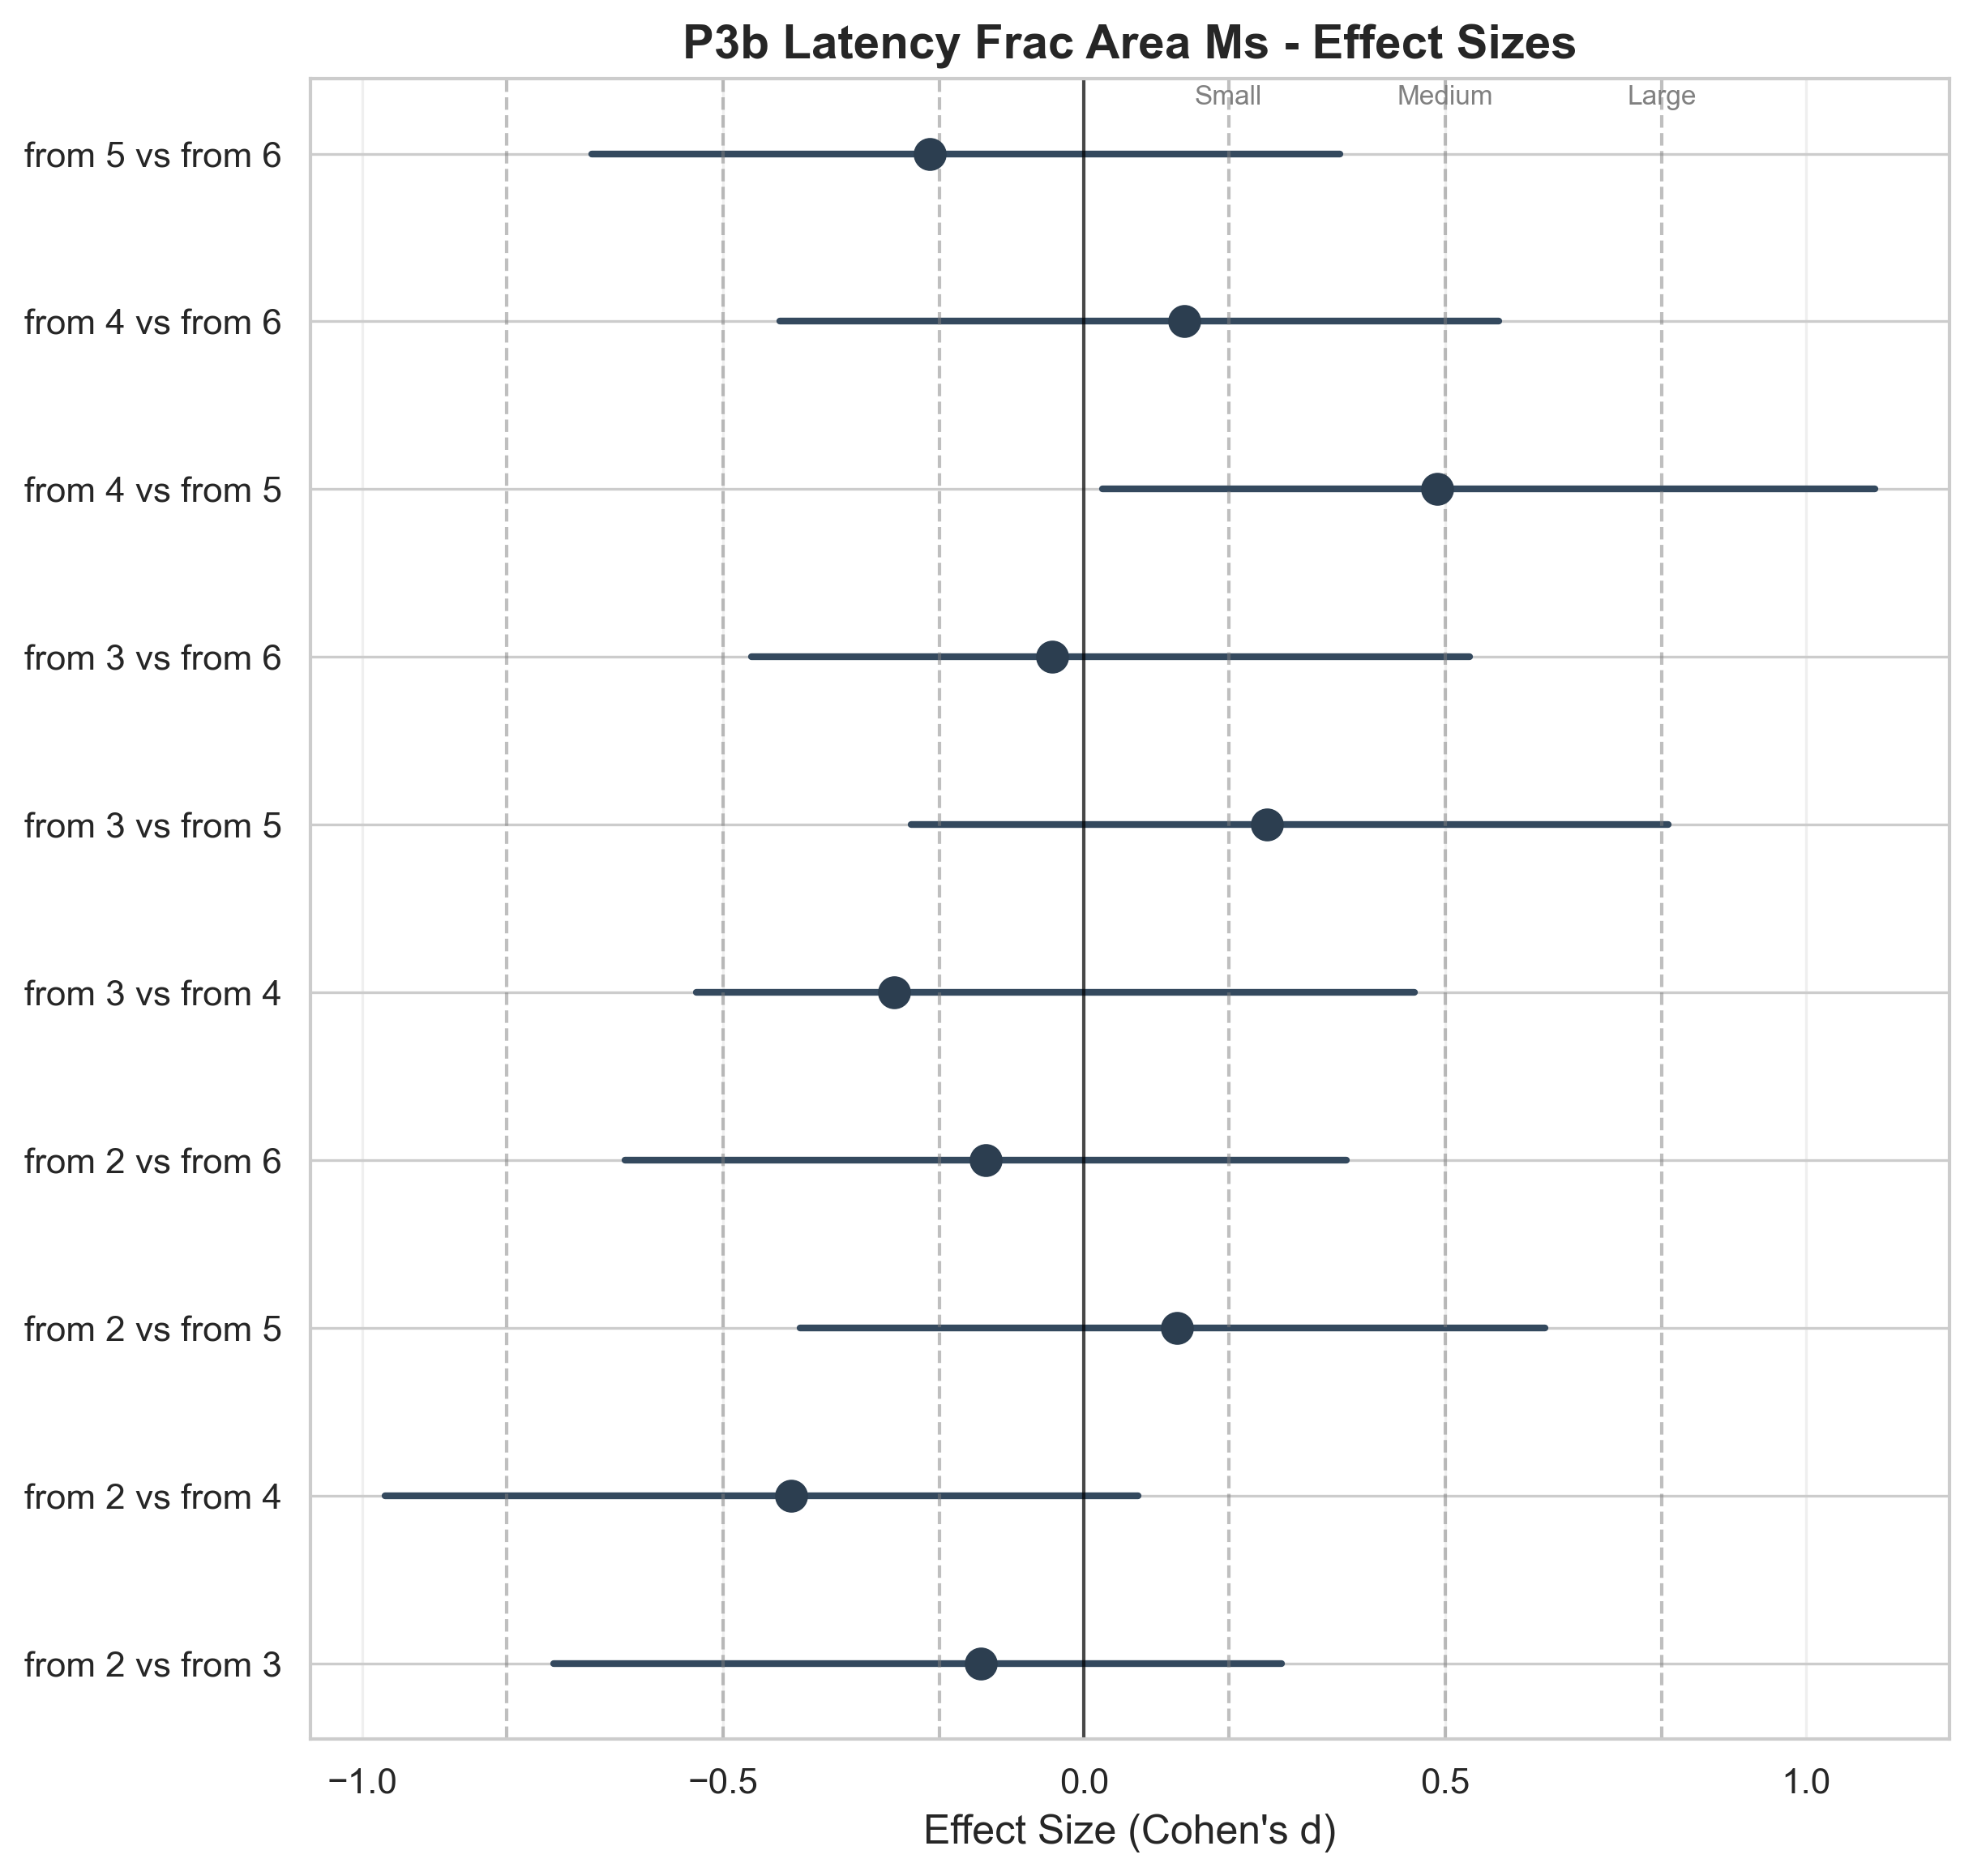 P3b Latency Frac Area Ms - Effect Sizes
Small Medium Large
from 5 vs from 6
from 4 vs from 6
from 4 vs from 5
from 3 vs from 6
from 3 vs from 5
from 3 vs from 4
from 2 vs from 6
from 2 vs from 5
from 2 vs from 4
from 2 vs from 3
−1.0 −0.5 0.0 0.5 1.0
Effect Size (Cohen's d)